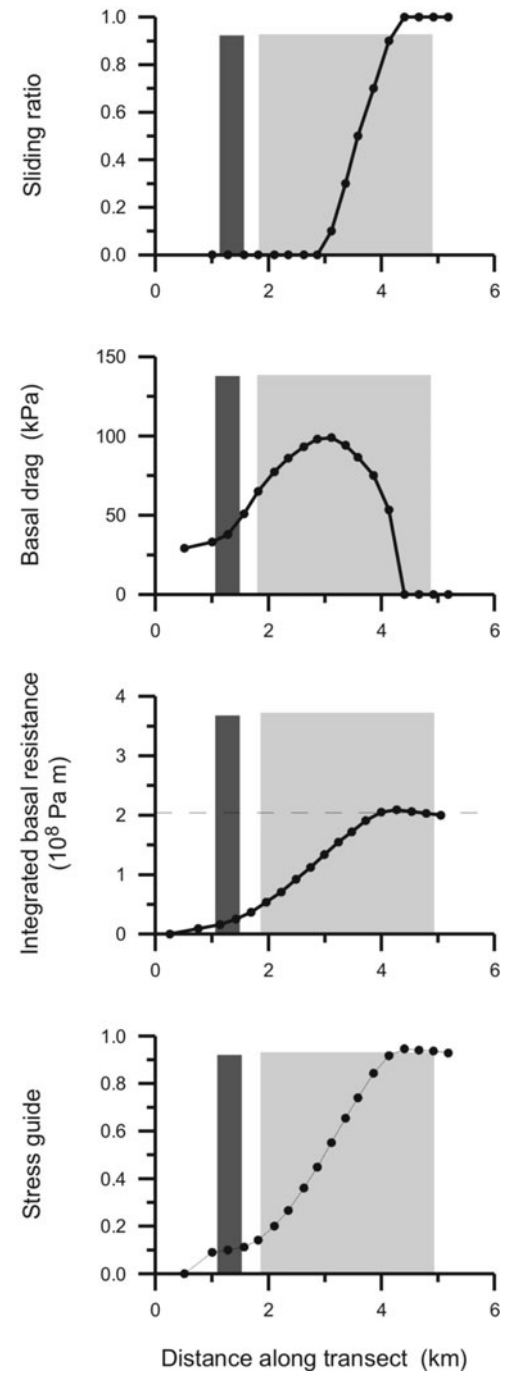 Sliding ratio
1.0
0.8
0.6
0.4
0.2
0.0
0 2 4 6
Basal drag (kPa)
150
100
50
0
0 2 4 6
Integrated basal resistance
(10⁸ Pa m)
4
3
2
1
0
0 2 4 6
Stress guide
1.0
0.8
0.6
0.4
0.2
0.0
0 2 4 6
Distance along transect (km)